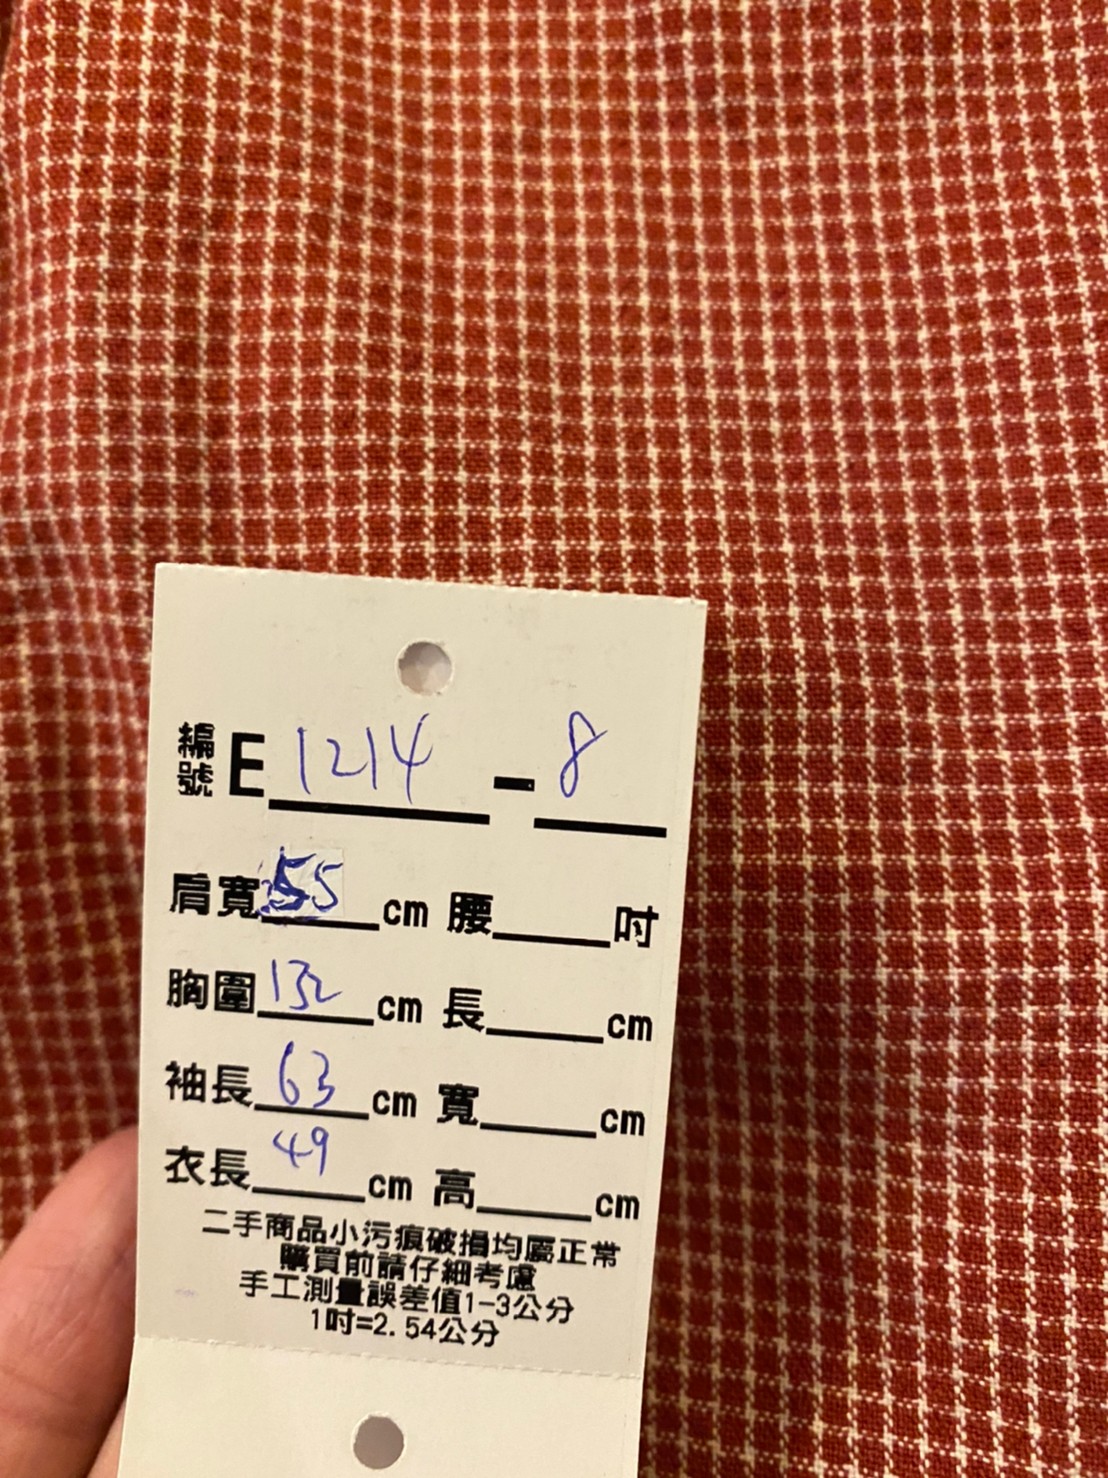 編號 E 1214 - 8
肩寬 55 cm 腰 吋
胸圍 132 cm 長 cm
袖長 63 cm 寬 cm
衣長 49 cm 高 cm
二手商品小污痕破損均屬正常
購買前請仔細考慮
手工測量誤差值1-3公分
1吋=2.54公分